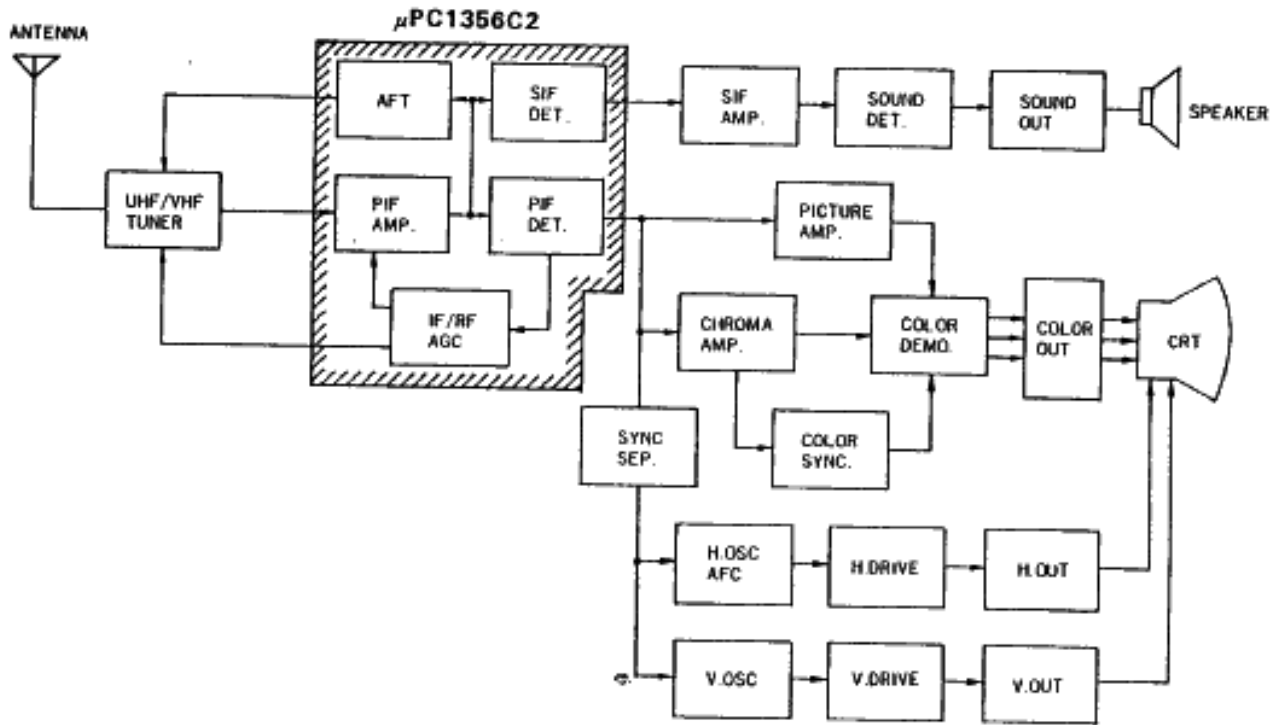 μPC1356C2
ANTENNA
AFT
SIF
DET.
SIF
AMP.
SOUND
DET.
SOUND
OUT
SPEAKER
UHF/VHF
TUNER
PIF
AMP.
PIF
DET.
PICTURE
AMP.
IF/RF
AGC
CHROMA
AMP.
COLOR
DEMO.
COLOR
OUT
CRT
SYNC
SEP.
COLOR
SYNC.
H.OSC
AFC
H.DRIVE
H.OUT
V.OSC
V.DRIVE
V.OUT